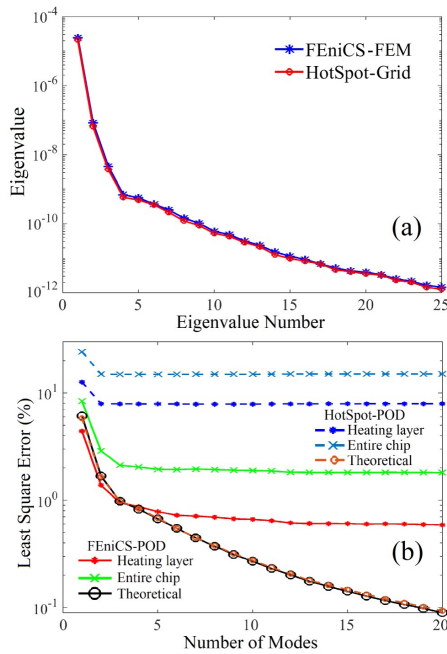 10^-4
FEniCS-FEM
HotSpot-Grid
10^-6
Eigenvalue
10^-8
10^-10
(a)
10^-12
0 5 10 15 20 25
Eigenvalue Number
(b)
10^1
HotSpot-POD
Heating layer
Entire chip
Theoretical
Least Square Error (%)
10^0
FEniCS-POD
Heating layer
Entire chip
Theoretical
10^-1
0 5 10 15 20
Number of Modes